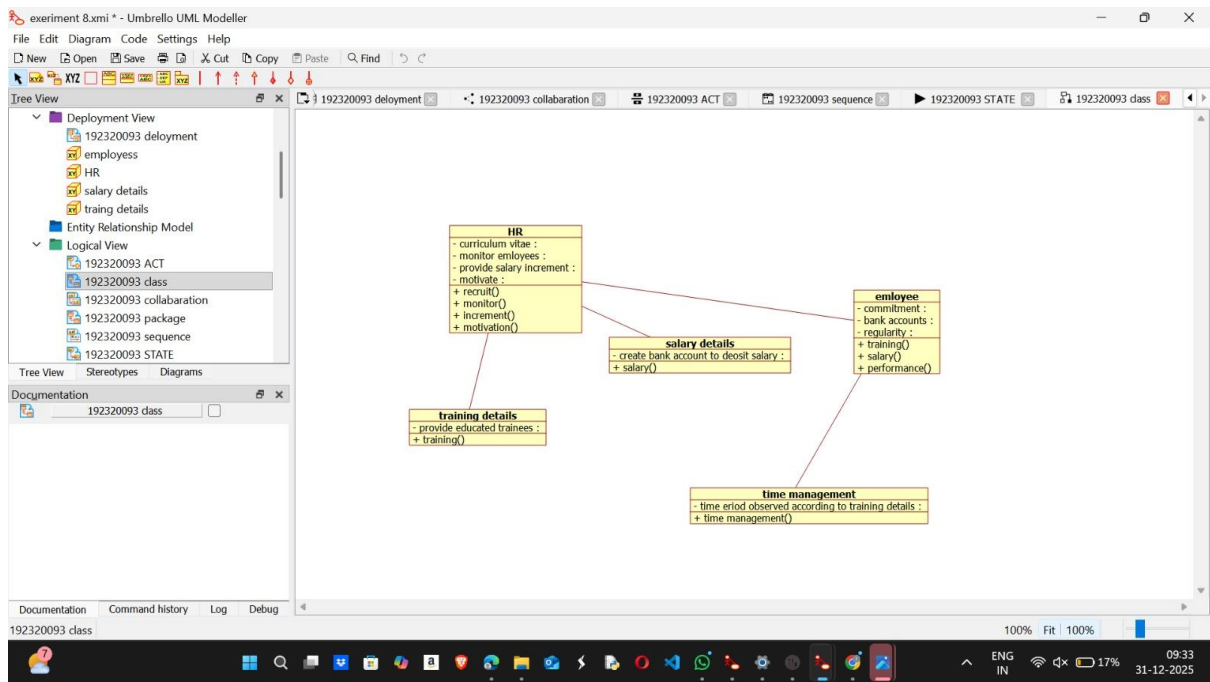 exeriment 8.xmi * - Umbrello UML Modeller
File Edit Diagram Code Settings Help
New Open Save Cut Copy Paste Find
XYZ
Tree View
192320093 deloyment 192320093 collabaration 192320093 ACT 192320093 sequence 192320093 STATE 192320093 class
Deployment View
192320093 deloyment
employess
HR
salary details
traing details
Entity Relationship Model
Logical View
192320093 ACT
192320093 class
192320093 collabaration
192320093 package
192320093 sequence
192320093 STATE
Tree View Stereotypes Diagrams
Documentation
192320093 class
HR
- curriculum vitae :
- monitor emloyees :
- provide salary increment :
- motivate :
+ recruit()
+ monitor()
+ increment()
+ motivation()
emloyee
- commitment :
- bank accounts :
- regularity :
+ training()
+ salary()
+ performance()
salary details
- create bank account to deosit salary :
+ salary()
training details
- provide educated trainees :
+ training()
time management
- time eriod observed according to training details :
+ time management()
Documentation Command history Log Debug
192320093 class
100% Fit 100%
7
ENG
IN
17%
09:33
31-12-2025